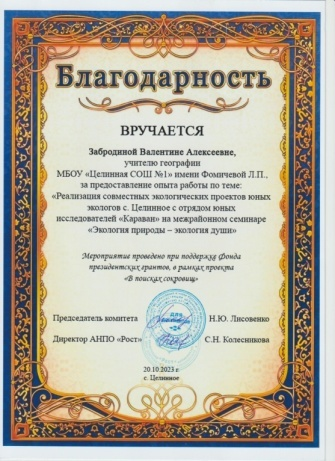 Благодарность
ВРУЧАЕТСЯ
Забродиной Валентине Алексеевне,
учителю географии
МБОУ «Целинная СОШ №1» имени Фомичевой Л.П.,
за предоставление опыта работы по теме:
«Реализация совместных экологических проектов юных
экологов с. Целинное с отрядом юных
исследователей «Караван» на межрайонном семинаре
«Экология природы – экология души»
Мероприятие проведено при поддержке Фонда
президентских грантов, в рамках проекта
«В поисках сокровищ»
Председатель комитета Н.Ю. Лисовенко
Директор АНПО «Рост» С.Н. Колесникова
20.10.2023 г.
с. Целинное